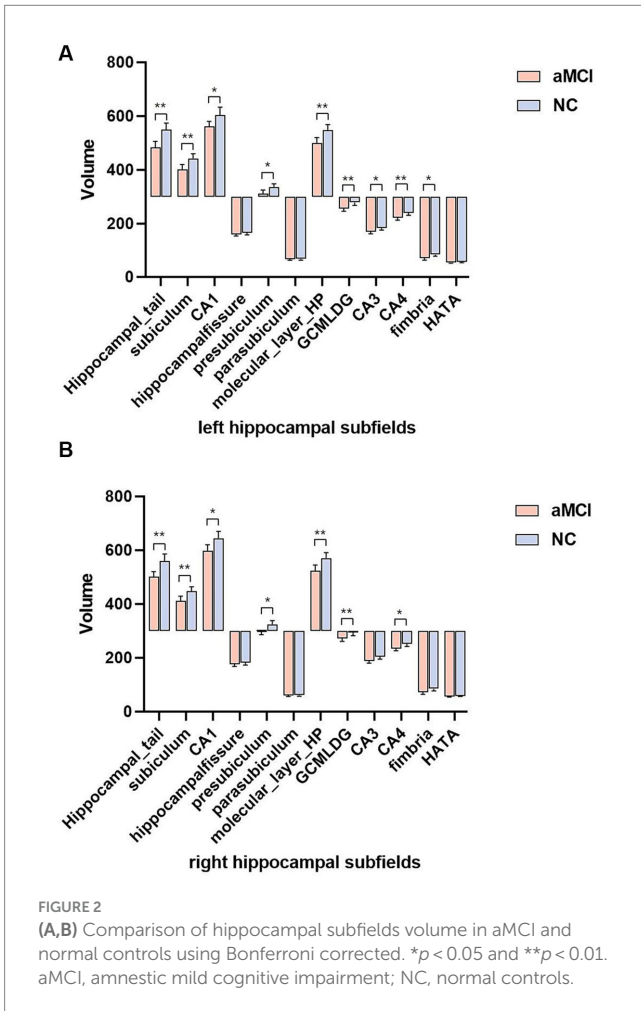 A
800
600
400
200
0
Volume
aMCI
NC
**
**
*
*
**
**
*
**
*
Hippocampal_tail
subiculum
CA1
hippocampalfissure
presubiculum
parasubiculum
molecular_layer_HP
GCMLDG
CA3
CA4
fimbria
HATA
left hippocampal subfields
B
800
600
400
200
0
Volume
aMCI
NC
**
**
*
*
**
**
*
Hippocampal_tail
subiculum
CA1
hippocampalfissure
presubiculum
parasubiculum
molecular_layer_HP
GCMLDG
CA3
CA4
fimbria
HATA
right hippocampal subfields
FIGURE 2
(A,B) Comparison of hippocampal subfields volume in aMCI and
normal controls using Bonferroni corrected. *p < 0.05 and **p < 0.01.
aMCI, amnestic mild cognitive impairment; NC, normal controls.